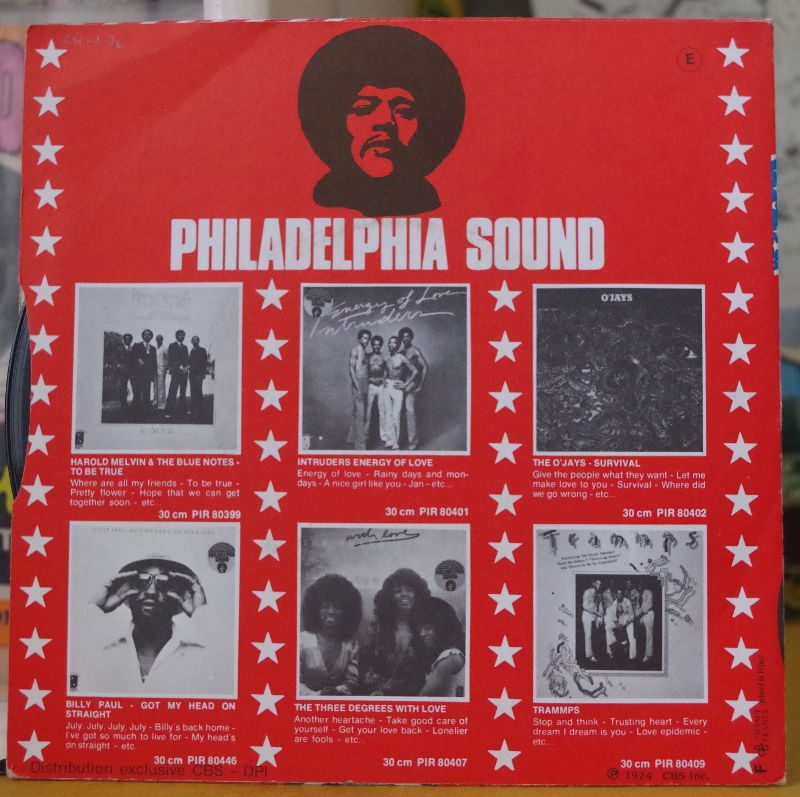 E
PHILADELPHIA SOUND
Energy of Love
Intruders
O'JAYS
HAROLD MELVIN & THE BLUE NOTES -
TO BE TRUE
Where are all my friends - To be true -
Pretty flower - Hope that we can get
together soon - etc...
30 cm PIR 80399
INTRUDERS ENERGY OF LOVE
Energy of love - Rainy days and mon-
days - A nice girl like you - Jan - etc...
30 cm PIR 80401
THE O'JAYS - SURVIVAL
Give the people what they want - Let me
make love to you - Survival - Where did
we go wrong - etc...
30 cm PIR 80402
with love
TRAMMPS
BILLY PAUL - GOT MY HEAD ON
STRAIGHT
July, July, July, July - Billy's back home -
I've got so much to live for - My head's
on straight - etc...
30 cm PIR 80446
THE THREE DEGREES WITH LOVE
Another heartache - Take good care of
yourself - Get your love back - Lonelier
are fools - etc...
30 cm PIR 80407
TRAMMPS
Stop and think - Trusting heart - Every
dream I dream is you - Love epidemic -
etc...
30 cm PIR 80409
Distribution exclusive CBS - DPI
℗ 1974 CBS Inc.
Printed in France